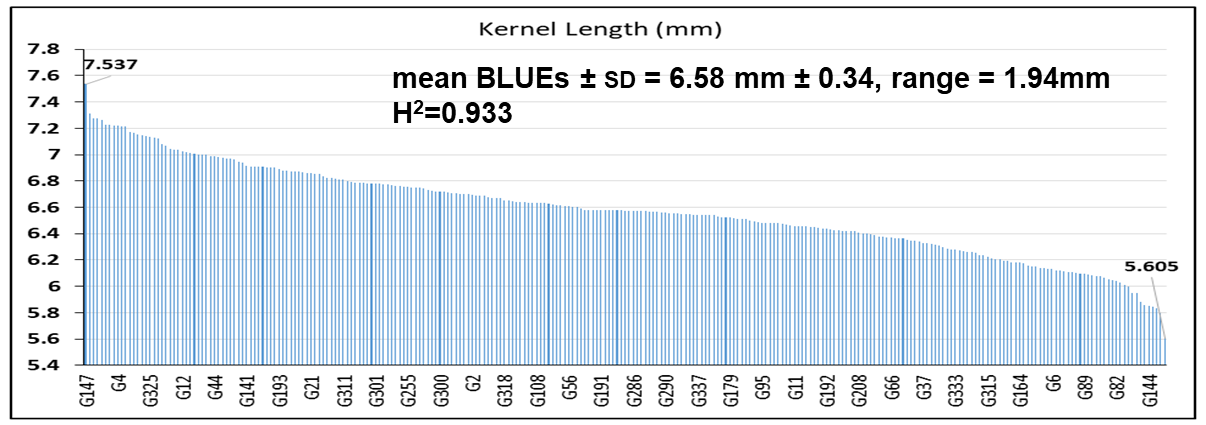 Kernel Length (mm)
7.8
7.6
7.4
7.2
7
6.8
6.6
6.4
6.2
6
5.8
5.6
5.4
7.537
mean BLUEs ± SD = 6.58 mm ± 0.34, range = 1.94mm
H²=0.933
5.605
G147
G4
G325
G12
G44
G141
G193
G21
G311
G301
G255
G300
G2
G318
G108
G56
G191
G286
G290
G337
G179
G95
G11
G192
G208
G66
G37
G333
G315
G164
G6
G89
G82
G144